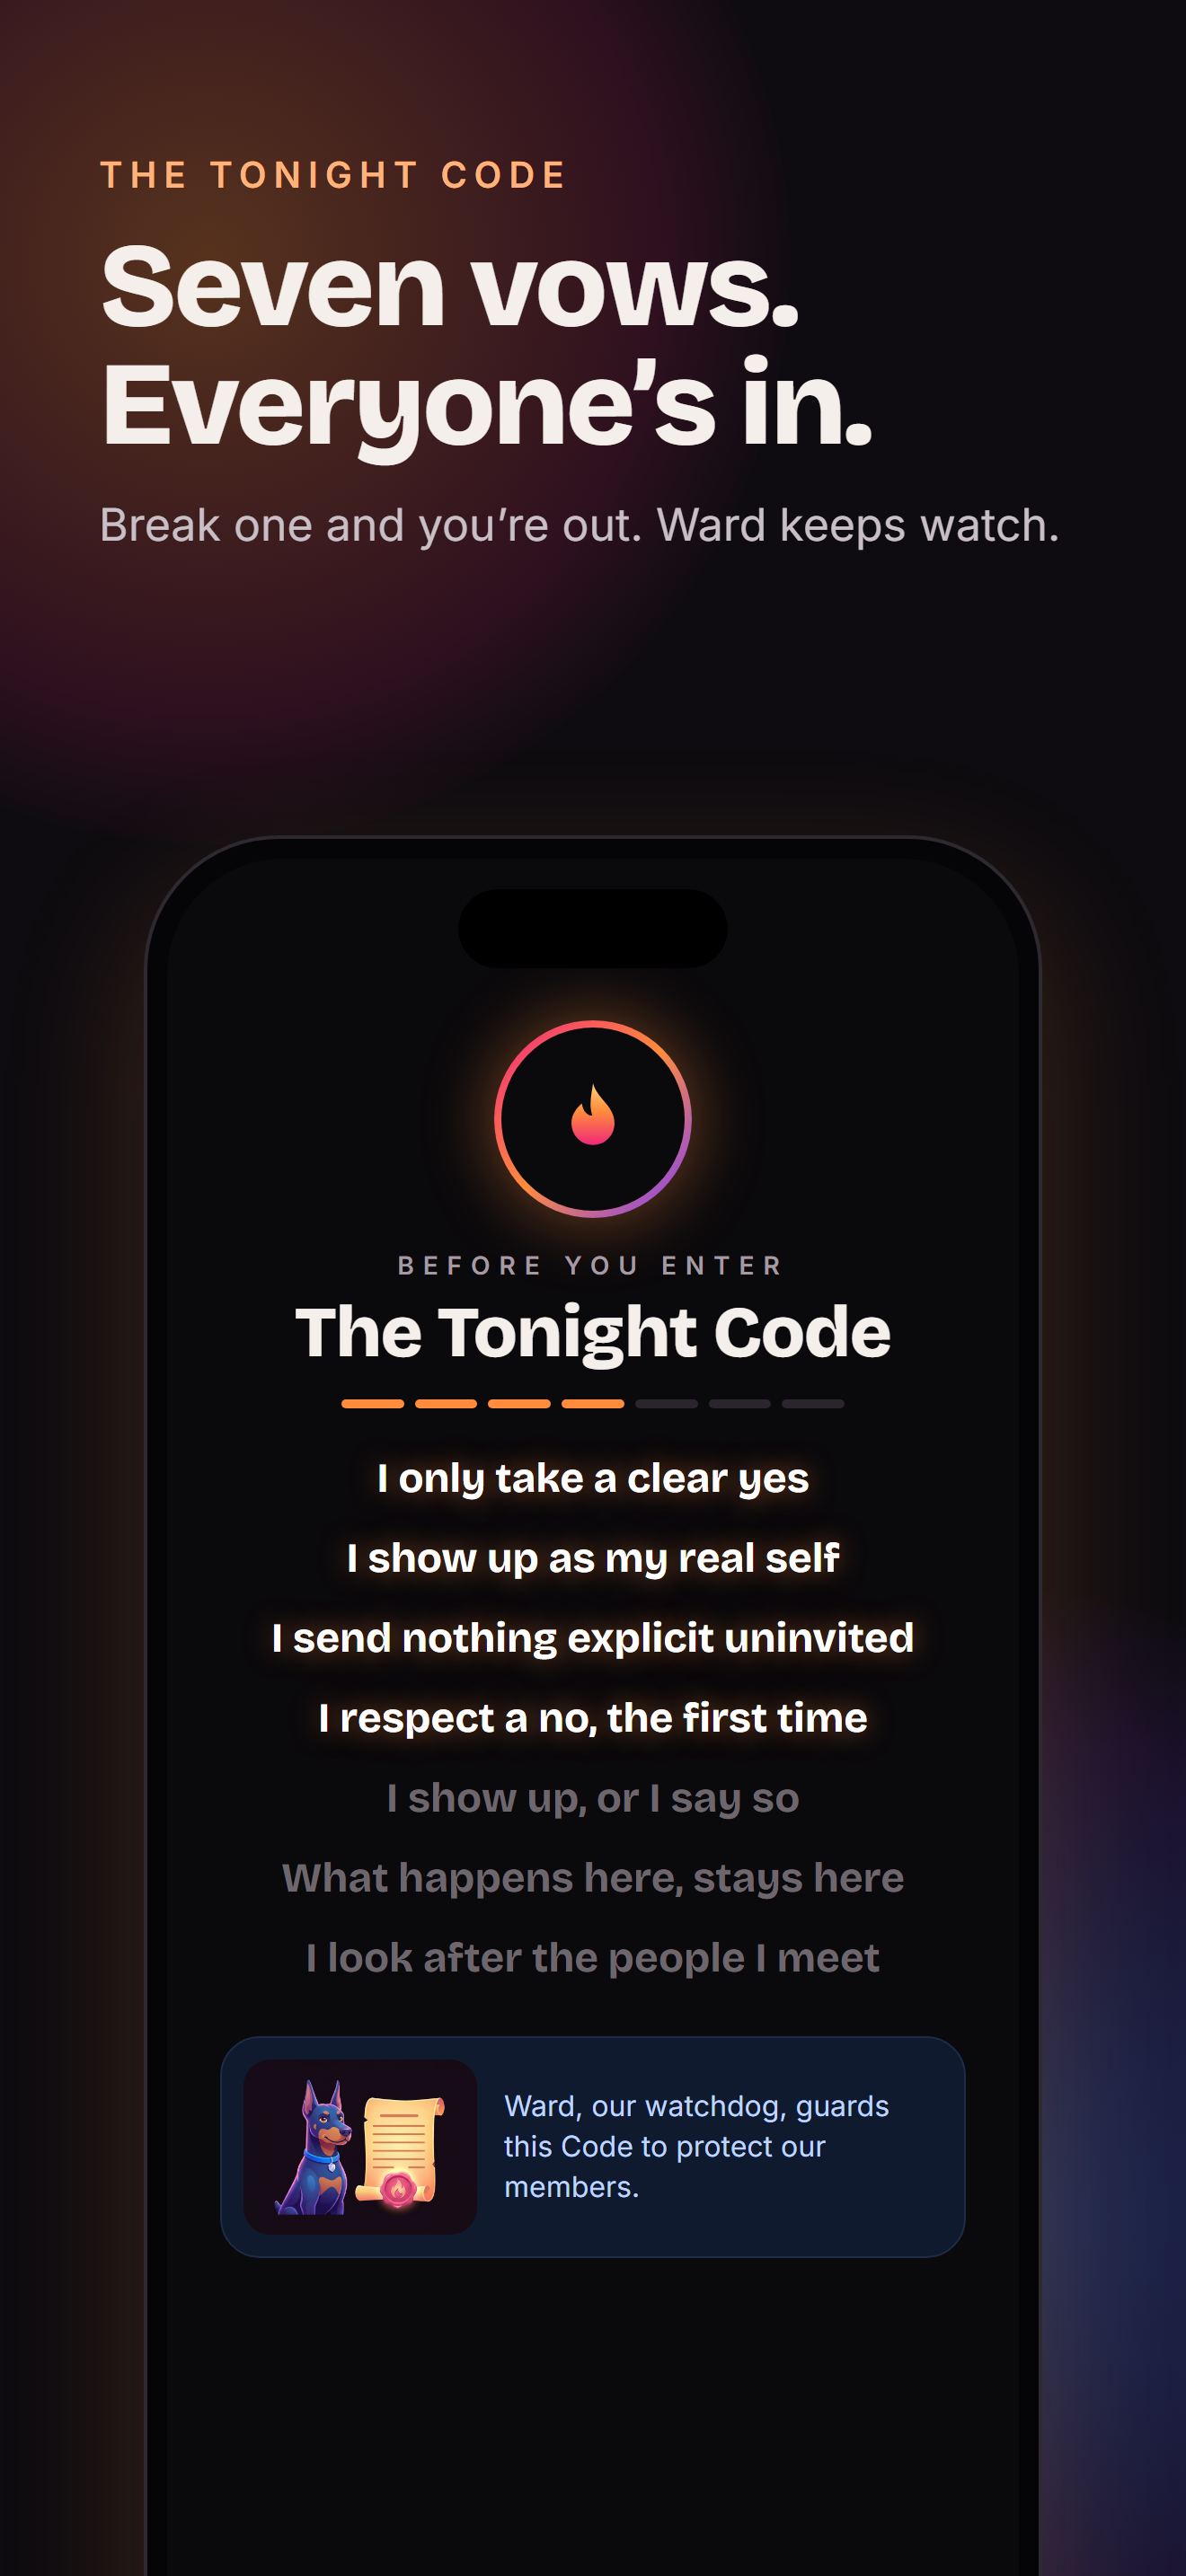 THE TONIGHT CODE
Seven vows.
Everyone’s in.
Break one and you’re out. Ward keeps watch.
BEFORE YOU ENTER
The Tonight Code
I only take a clear yes
I show up as my real self
I send nothing explicit uninvited
I respect a no, the first time
I show up, or I say so
What happens here, stays here
I look after the people I meet
Ward, our watchdog, guards
this Code to protect our
members.